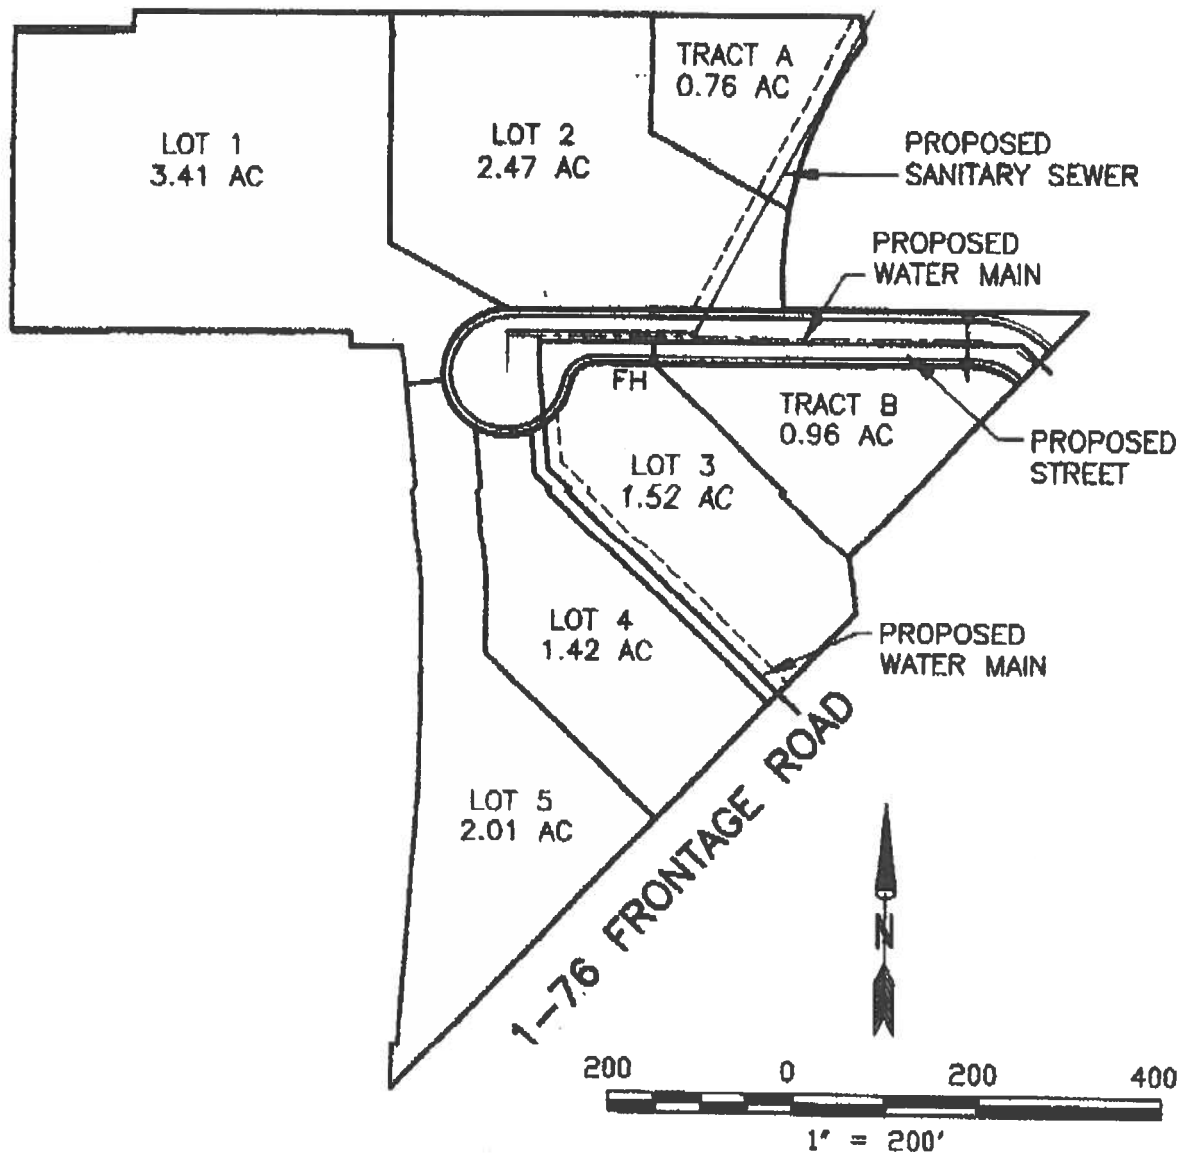 TRACT A
0.76 AC
LOT 1
3.41 AC
LOT 2
2.47 AC
PROPOSED
SANITARY SEWER
PROPOSED
WATER MAIN
FH
TRACT B
0.96 AC
PROPOSED
STREET
LOT 3
1.52 AC
LOT 4
1.42 AC
PROPOSED
WATER MAIN
LOT 5
2.01 AC
1-76 FRONTAGE ROAD
N
200 0 200 400
1" = 200'